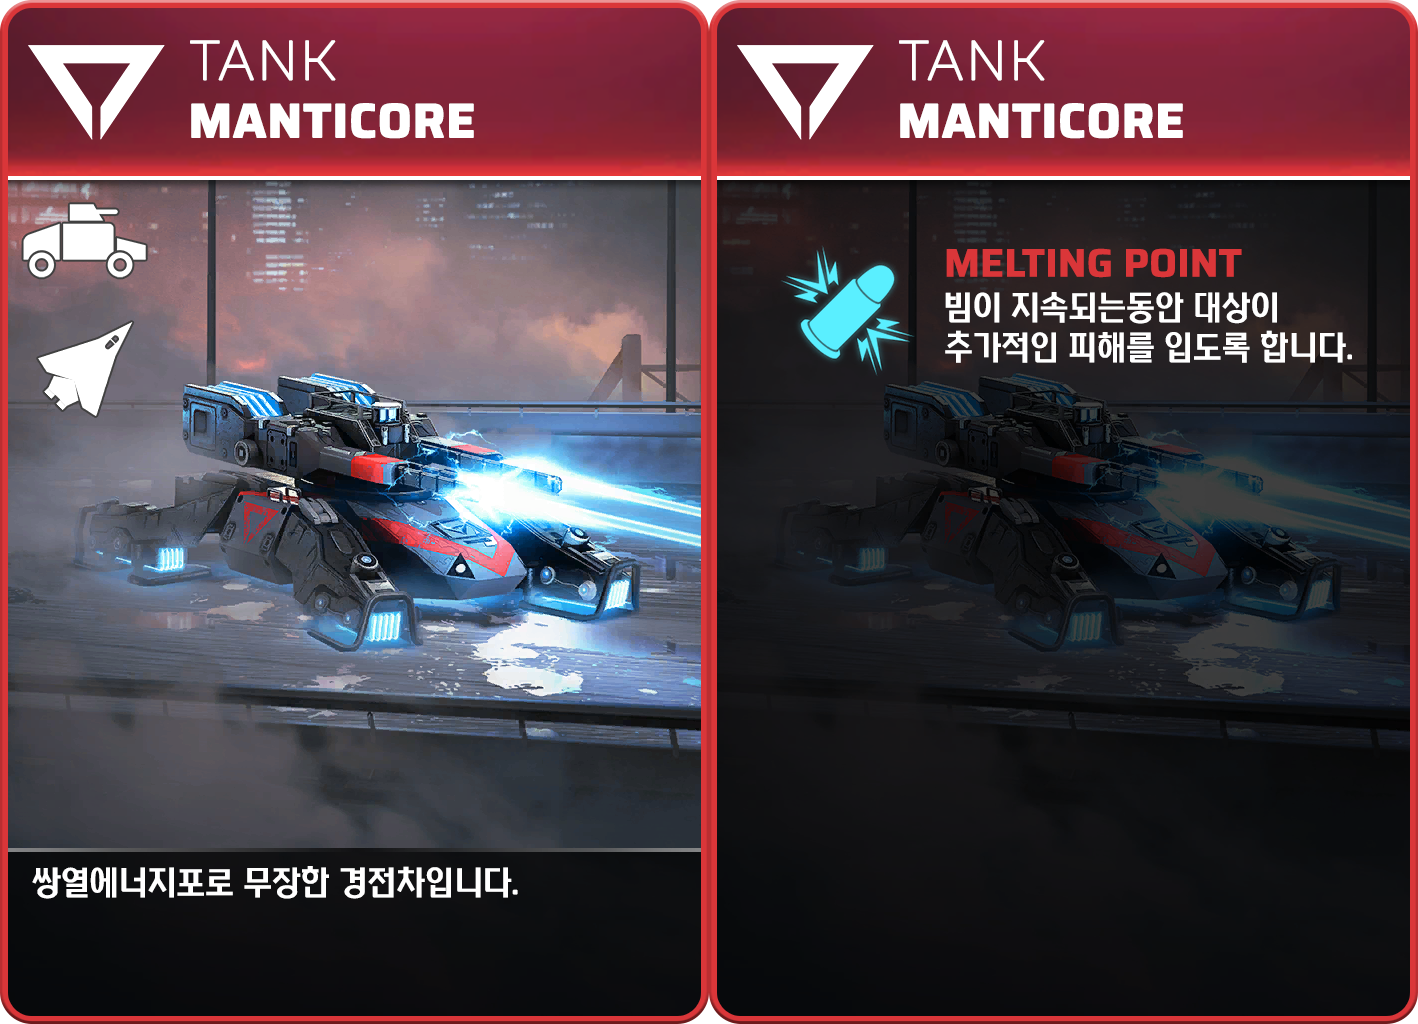 TANK
MANTICORE
쌍열에너지포로 무장한 경전차입니다.
TANK
MANTICORE
MELTING POINT
빔이 지속되는동안 대상이
추가적인 피해를 입도록 합니다.